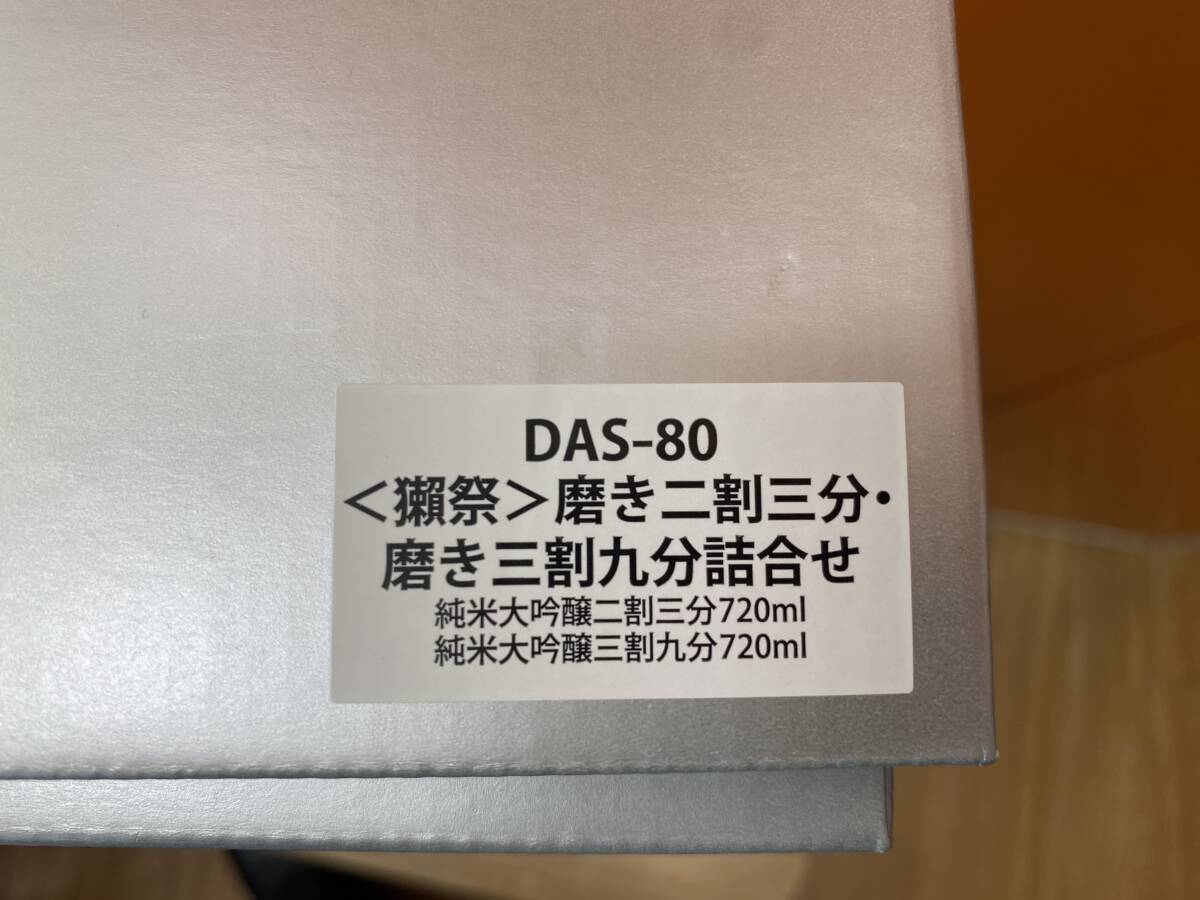 DAS-80
＜獺祭＞磨き二割三分・
磨き三割九分詰合せ
純米大吟醸二割三分720ml
純米大吟醸三割九分720ml